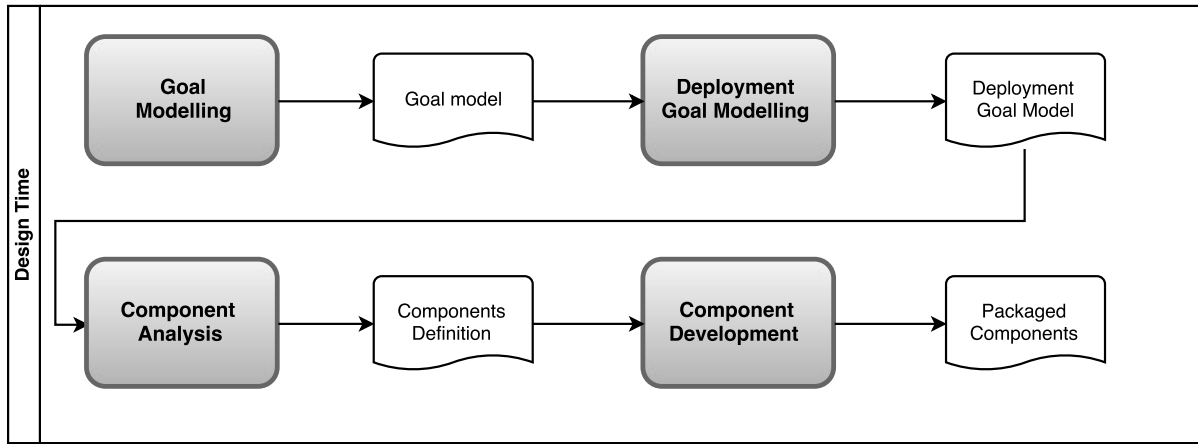 Design Time
Goal
Modelling
Goal model
Deployment
Goal Modelling
Deployment
Goal Model
Component
Analysis
Components
Definition
Component
Development
Packaged
Components